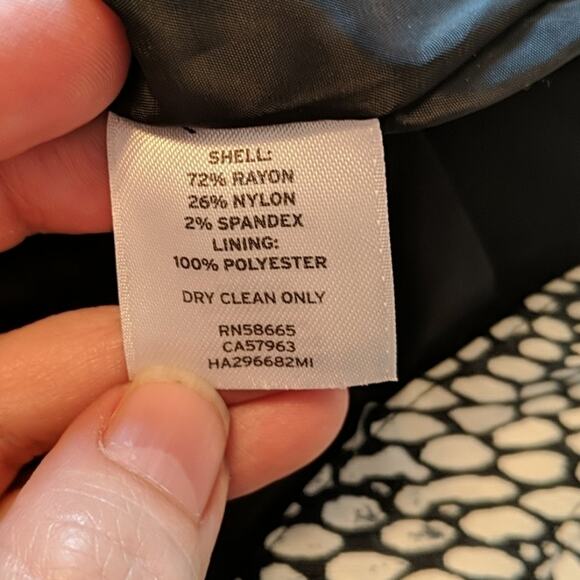 SHELL:
72% RAYON
26% NYLON
2% SPANDEX
LINING:
100% POLYESTER
DRY CLEAN ONLY
RN58665
CA57963
HA296682MI